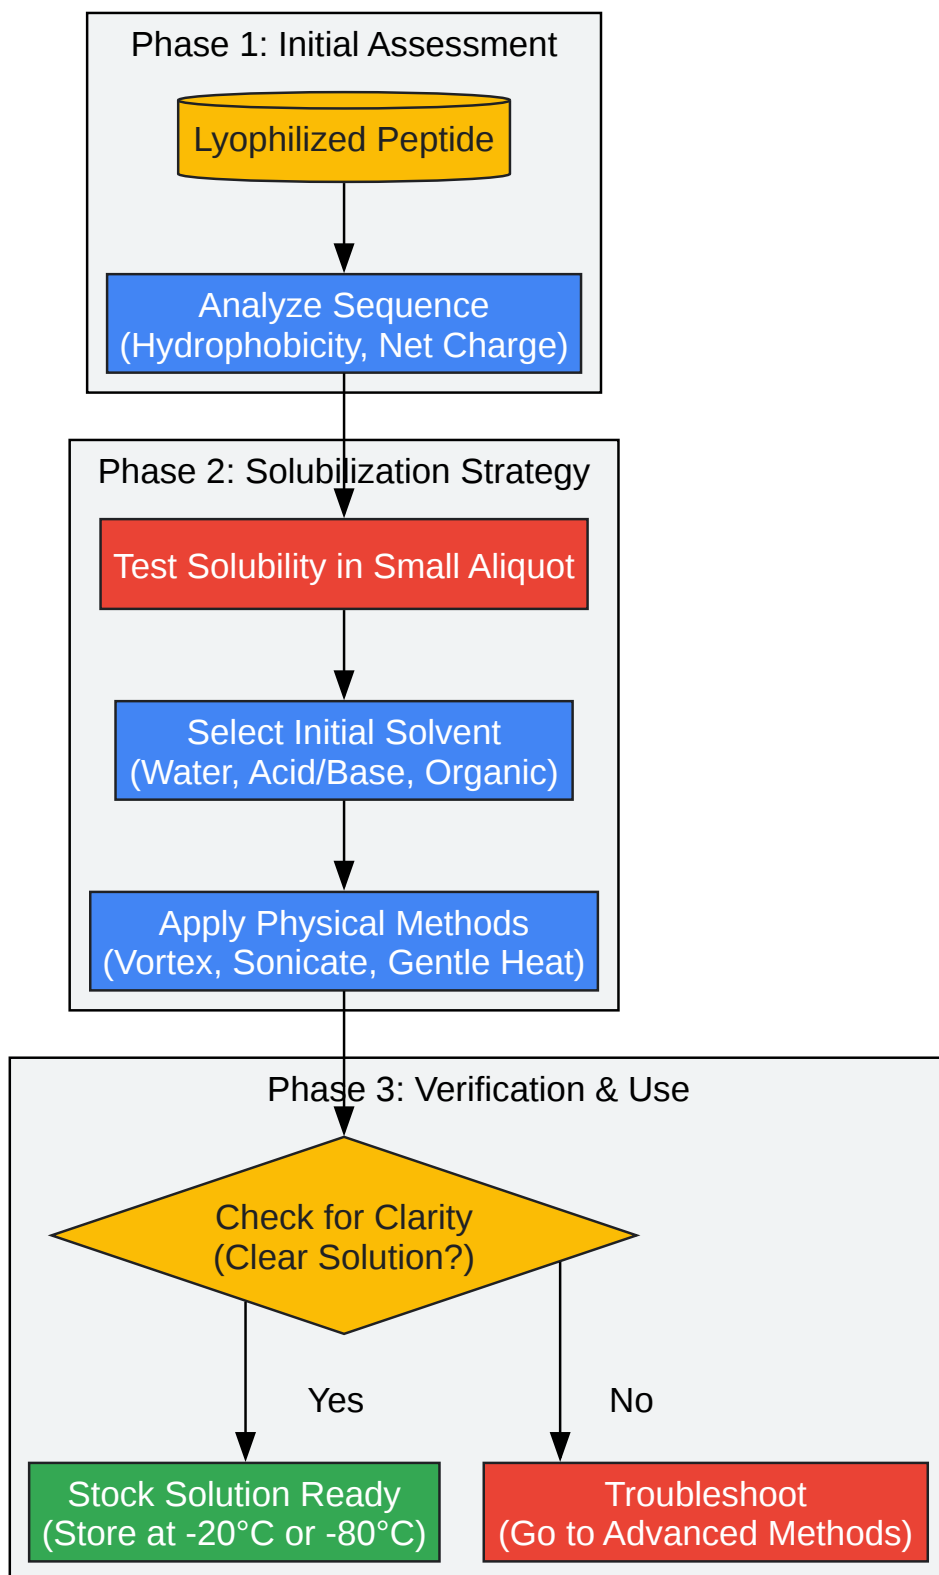 Phase 1: Initial Assessment
Lyophilized Peptide
Analyze Sequence
(Hydrophobicity, Net Charge)
Phase 2: Solubilization Strategy
Test Solubility in Small Aliquot
Select Initial Solvent
(Water, Acid/Base, Organic)
Apply Physical Methods
(Vortex, Sonicate, Gentle Heat)
Phase 3: Verification & Use
Check for Clarity
(Clear Solution?)
Yes
No
Stock Solution Ready
(Store at -20°C or -80°C)
Troubleshoot
(Go to Advanced Methods)